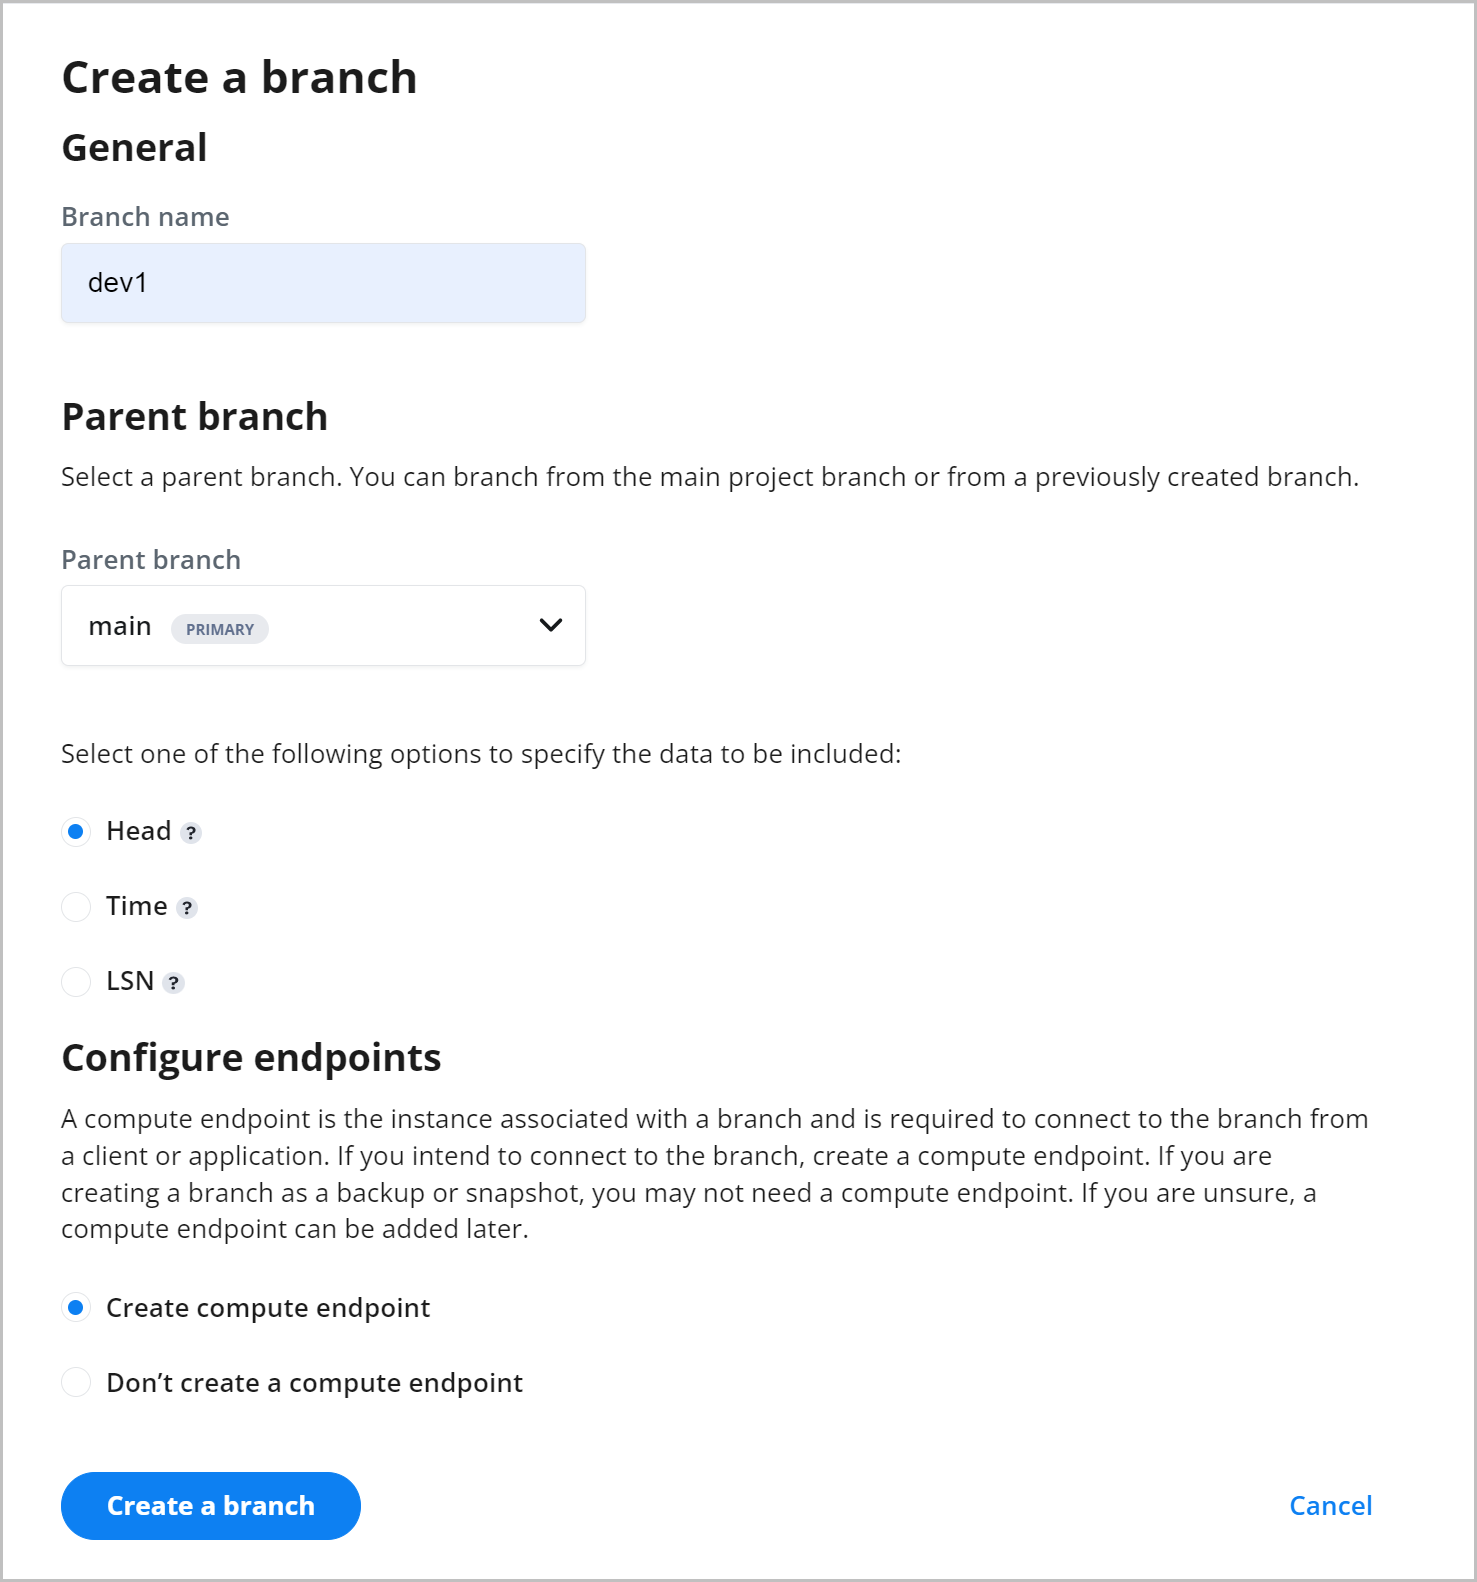 Create a branch
General
Branch name
dev1
Parent branch
Select a parent branch. You can branch from the main project branch or from a previously created branch.
Parent branch
main PRIMARY
Select one of the following options to specify the data to be included:
Head ?
Time ?
LSN ?
Configure endpoints
A compute endpoint is the instance associated with a branch and is required to connect to the branch from
a client or application. If you intend to connect to the branch, create a compute endpoint. If you are
creating a branch as a backup or snapshot, you may not need a compute endpoint. If you are unsure, a
compute endpoint can be added later.
Create compute endpoint
Don’t create a compute endpoint
Create a branch Cancel